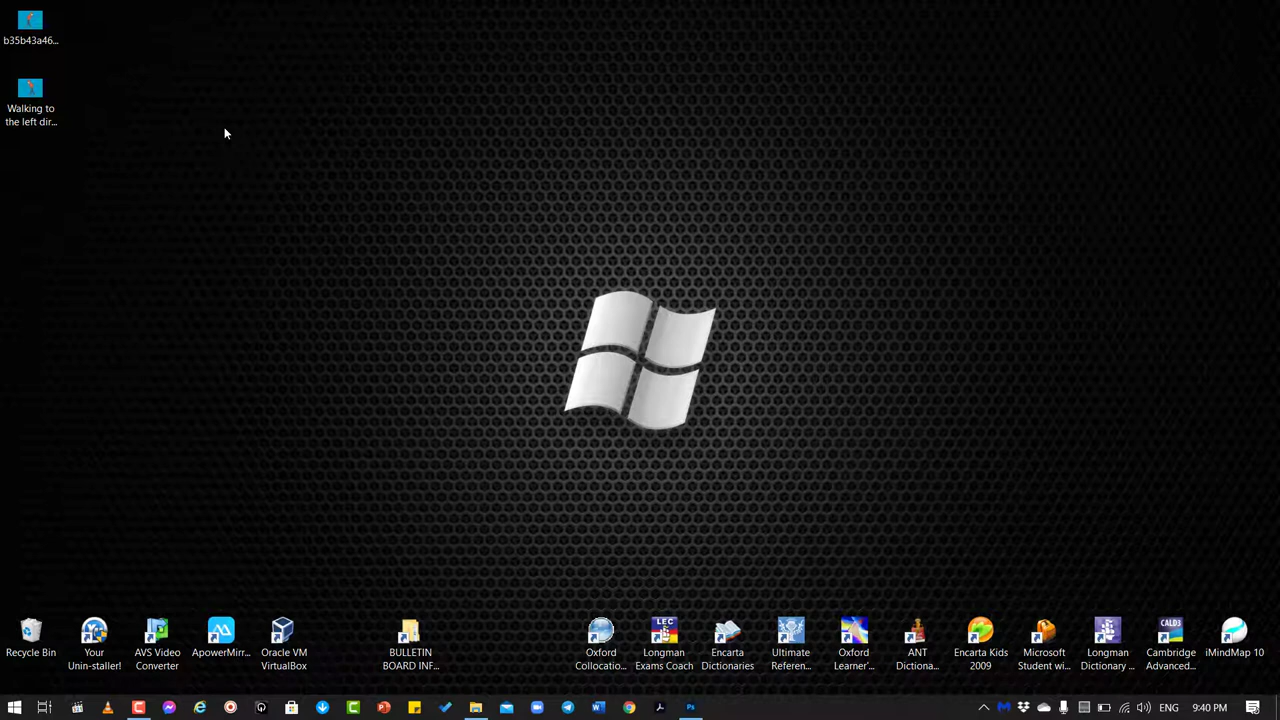 b35b43a46...
Walking to
the left dir...
Recycle Bin
Your
Unin-staller!
AVS Video
Converter
ApowerMirr...
Oracle VM
VirtualBox
BULLETIN
BOARD INF...
Oxford
Collocatio...
LEC
Longman
Exams Coach
Encarta
Dictionaries
Ultimate
Referen...
Oxford
Learner'...
ANT
Dictiona...
Encarta Kids
2009
Microsoft
Student wi...
Longman
Dictionary ...
CALD3
Cambridge
Advanced...
iMindMap 10
Ps
ENG
9:40 PM